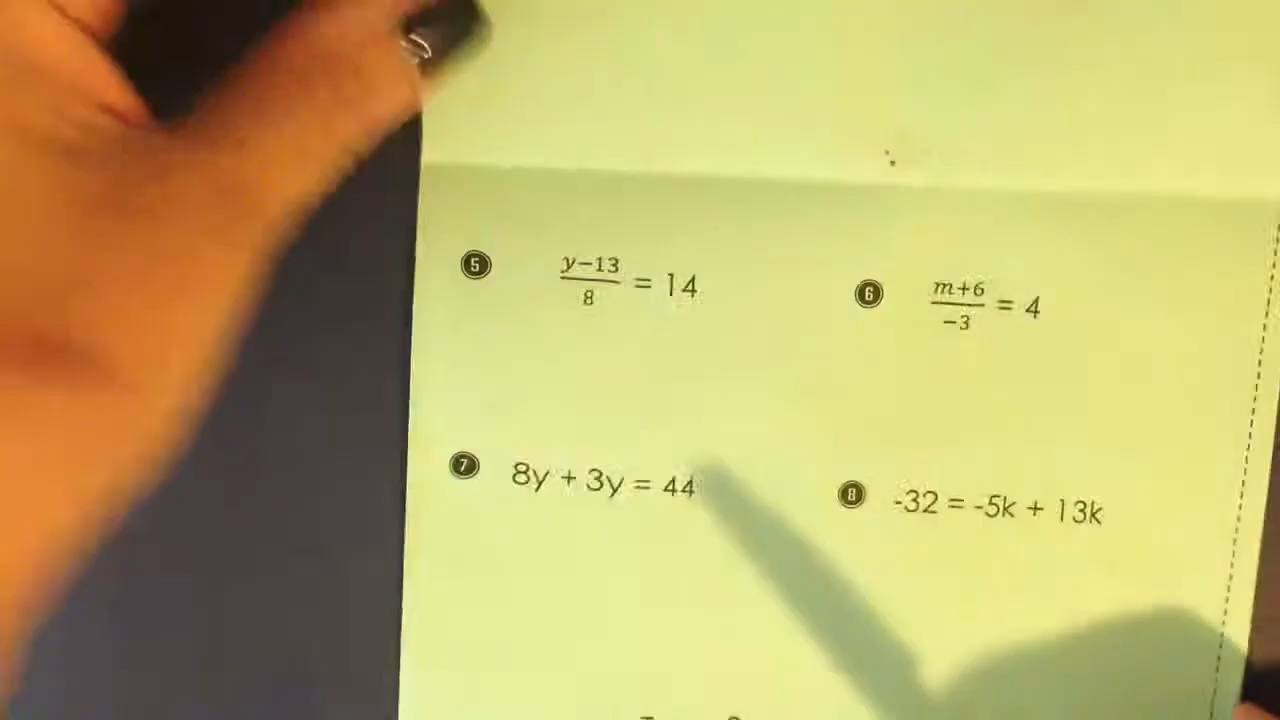 5 y-13/8 = 14
6 m+6/-3 = 4
7 8y + 3y = 44
8 -32 = -5k + 13k